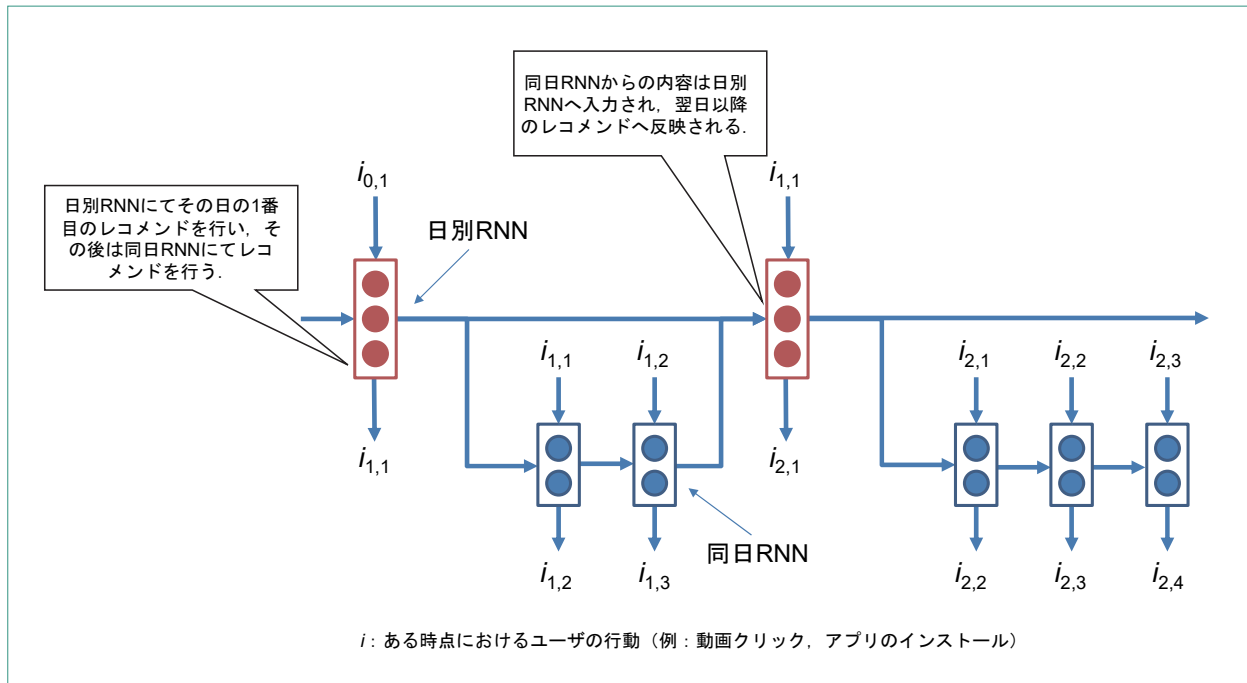 同日RNNからの内容は日別
RNNへ入力され，翌日以降
のレコメンドへ反映される.
i0,1
i1,1
日別RNNにてその日の1番
目のレコメンドを行い，そ
の後は同日RNNにてレコ
メンドを行う.
日別RNN
i1,1
i1,2
i2,1
i2,2
i2,3
i1,1
i2,1
同日RNN
i1,2
i1,3
i2,2
i2,3
i2,4
i：ある時点におけるユーザの行動（例：動画クリック，アプリのインストール）